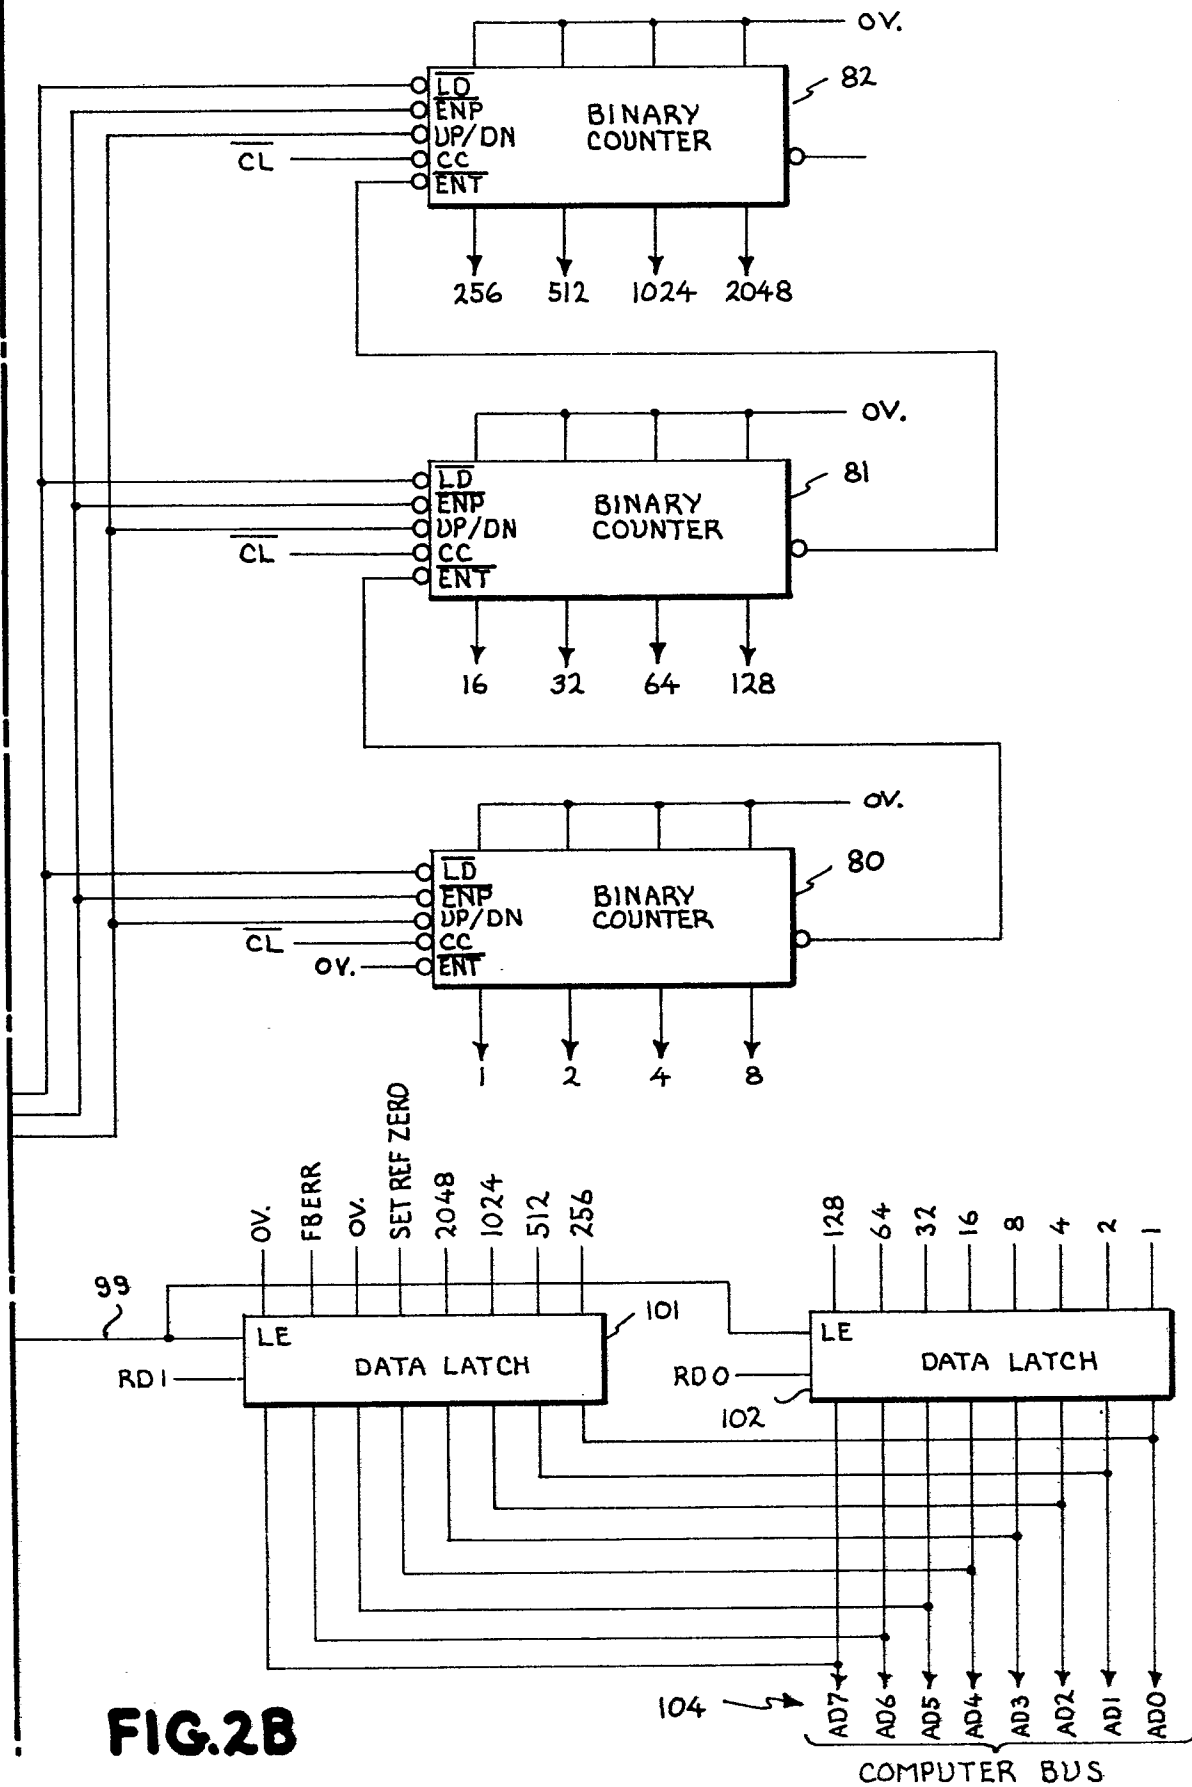 OV.
82
LD
ENP
UP/DN
CC
ENT
CL
BINARY
COUNTER
256 512 1024 2048
OV.
81
LD
ENP
UP/DN
CC
ENT
CL
BINARY
COUNTER
16 32 64 128
OV.
80
LD
ENP
UP/DN
CC
ENT
CL
OV.
BINARY
COUNTER
1 2 4 8
OV.
FBERR
OV.
SET REF ZERO
2048
1024
512
256
128
64
32
16
8
4
2
1
99
101
LE
DATA LATCH
RD1
LE
DATA LATCH
RD0
102
104
AD7
AD6
AD5
AD4
AD3
AD2
AD1
AD0
COMPUTER BUS
FIG.2B